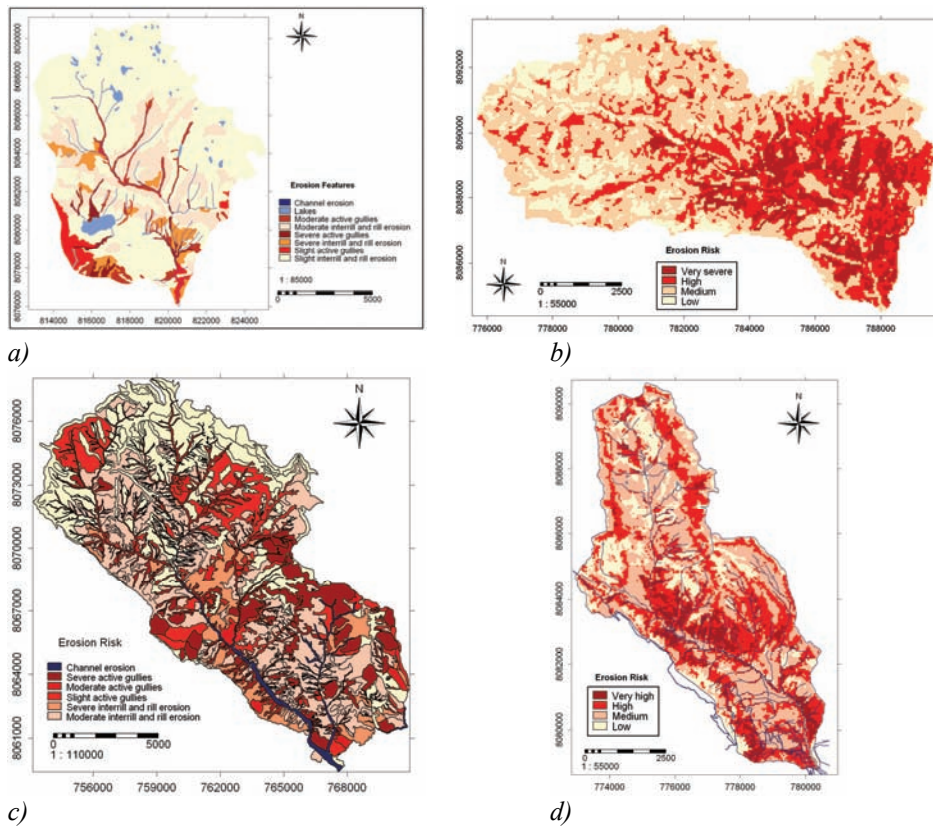 N
8090000
8088000
8086000
8084000
8082000
8080000
8078000
8076000
Erosion Features
Channel erosion
Lakes
Moderate active gullies
Moderate interrill and rill erosion
Severe active gullies
Severe interrill and rill erosion
Slight active gullies
Slight interrill and rill erosion
1 : 85000
0 5000
814000 816000 818000 820000 822000 824000
a)
8092000
8090000
8088000
8086000
N
Erosion Risk
Very severe
High
Medium
Low
0 2500
1 : 55000
776000 778000 780000 782000 784000 786000 788000
b)
N
8076000
8073000
8070000
8067000
8064000
8061000
Erosion Risk
Channel erosion
Severe active gullies
Moderate active gullies
Slight active gullies
Severe interrill and rill erosion
Moderate interrill and rill erosion
0 5000
1 : 110000
756000 759000 762000 765000 768000
c)
N
8090000
8088000
8086000
8084000
8082000
8080000
Erosion Risk
Very high
High
Medium
Low
0 2500
1 : 55000
774000 776000 778000 780000
d)